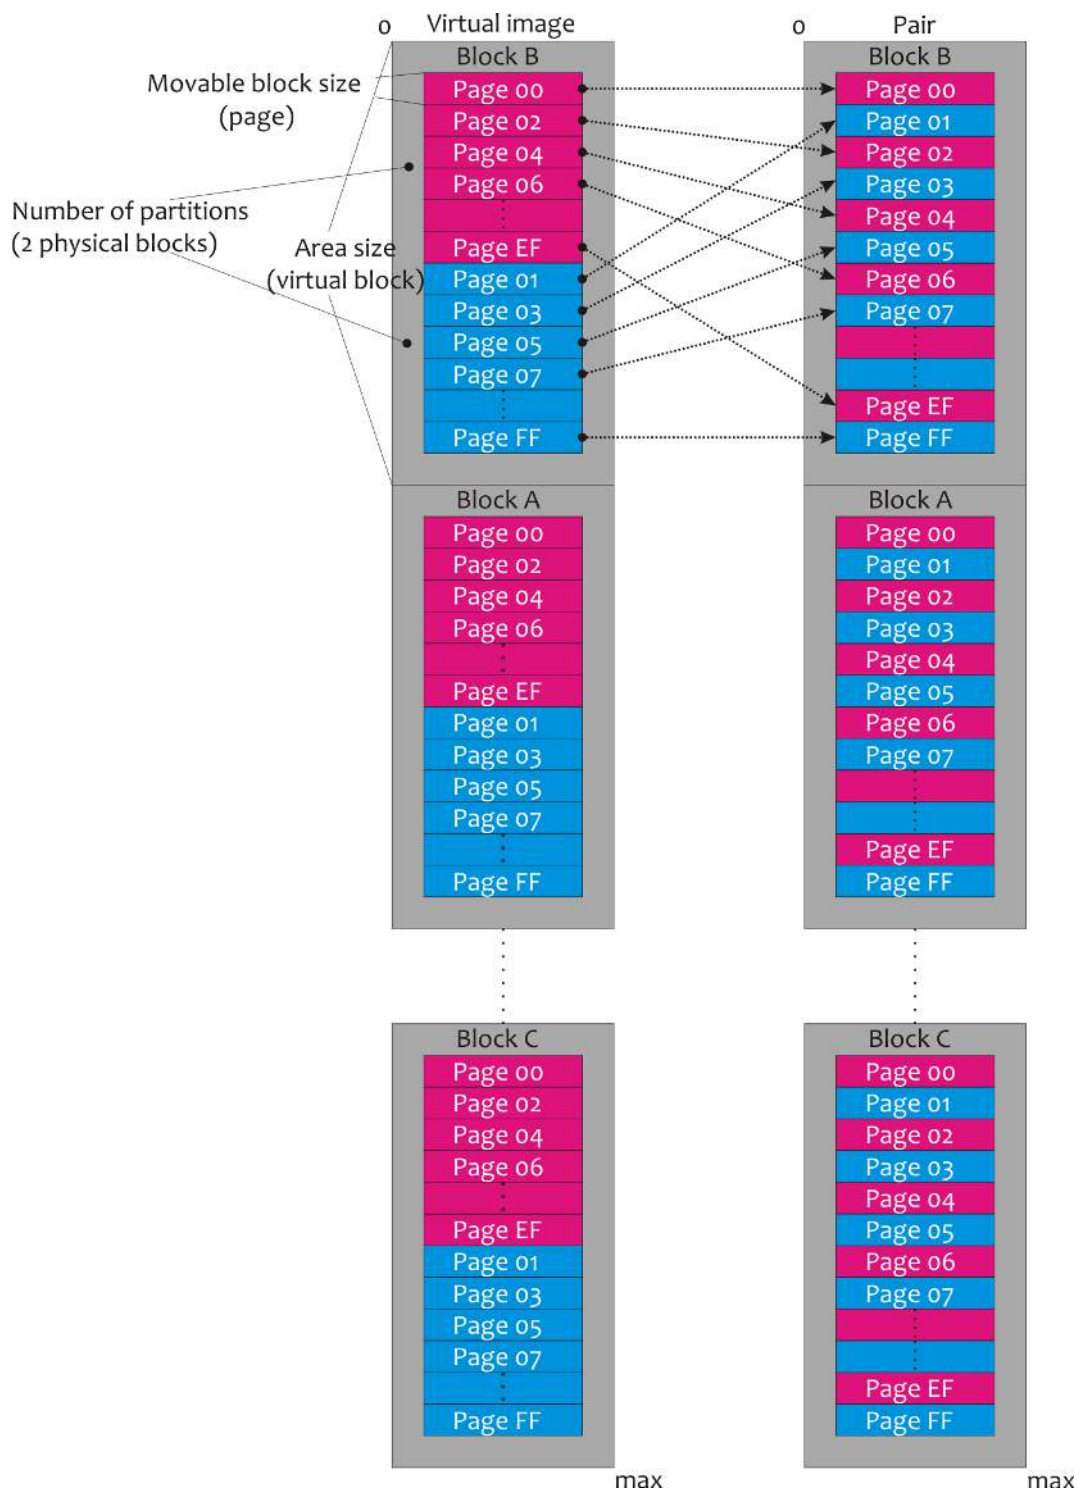 0 Virtual image
0 Pair
Movable block size
(page)
Number of partitions
(2 physical blocks)
Area size
(virtual block)
Block B
Page 00
Page 02
Page 04
Page 06
Page EF
Page 01
Page 03
Page 05
Page 07
Page FF
Block B
Page 00
Page 01
Page 02
Page 03
Page 04
Page 05
Page 06
Page 07
Page EF
Page FF
Block A
Page 00
Page 02
Page 04
Page 06
Page EF
Page 01
Page 03
Page 05
Page 07
Page FF
Block A
Page 00
Page 01
Page 02
Page 03
Page 04
Page 05
Page 06
Page 07
Page EF
Page FF
Block C
Page 00
Page 02
Page 04
Page 06
Page EF
Page 01
Page 03
Page 05
Page 07
Page FF
max
Block C
Page 00
Page 01
Page 02
Page 03
Page 04
Page 05
Page 06
Page 07
Page EF
Page FF
max